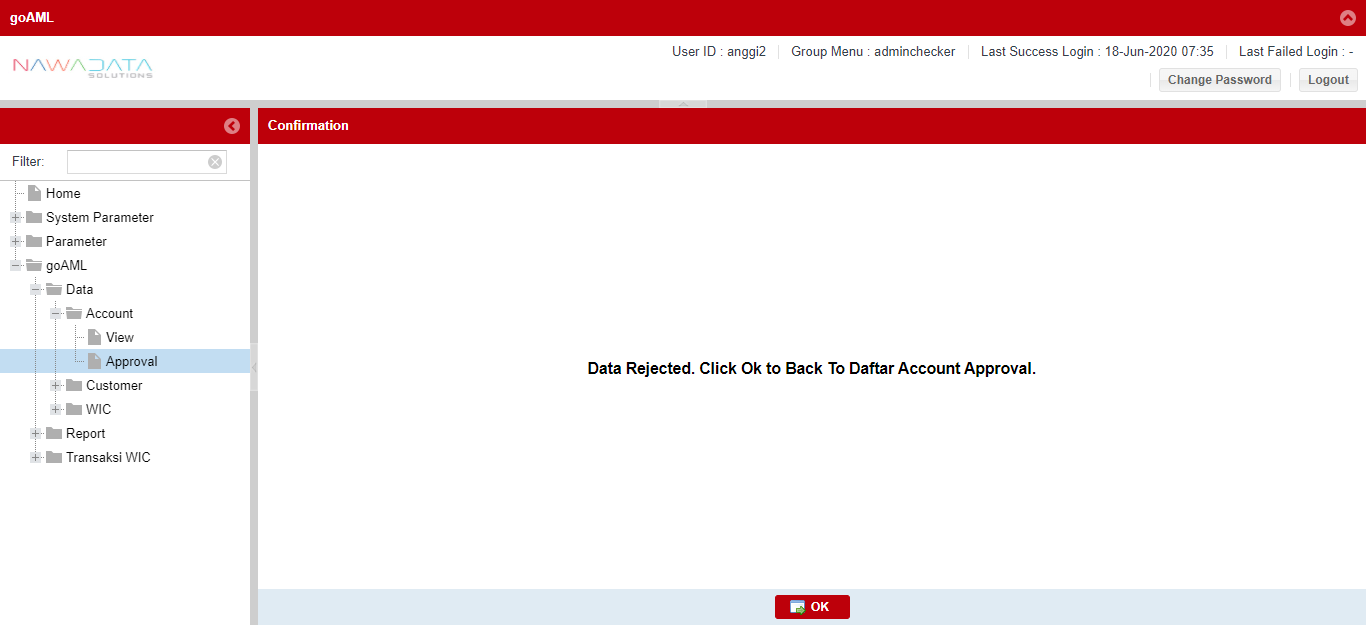 goAML
NAWADATA
SOLUTIONS
User ID : anggi2
Group Menu : adminchecker
Last Success Login : 18-Jun-2020 07:35
Last Failed Login : -
Change Password
Logout
Confirmation
Filter:
Home
System Parameter
Parameter
goAML
Data
Account
View
Approval
Customer
WIC
Report
Transaksi WIC
Data Rejected. Click Ok to Back To Daftar Account Approval.
OK